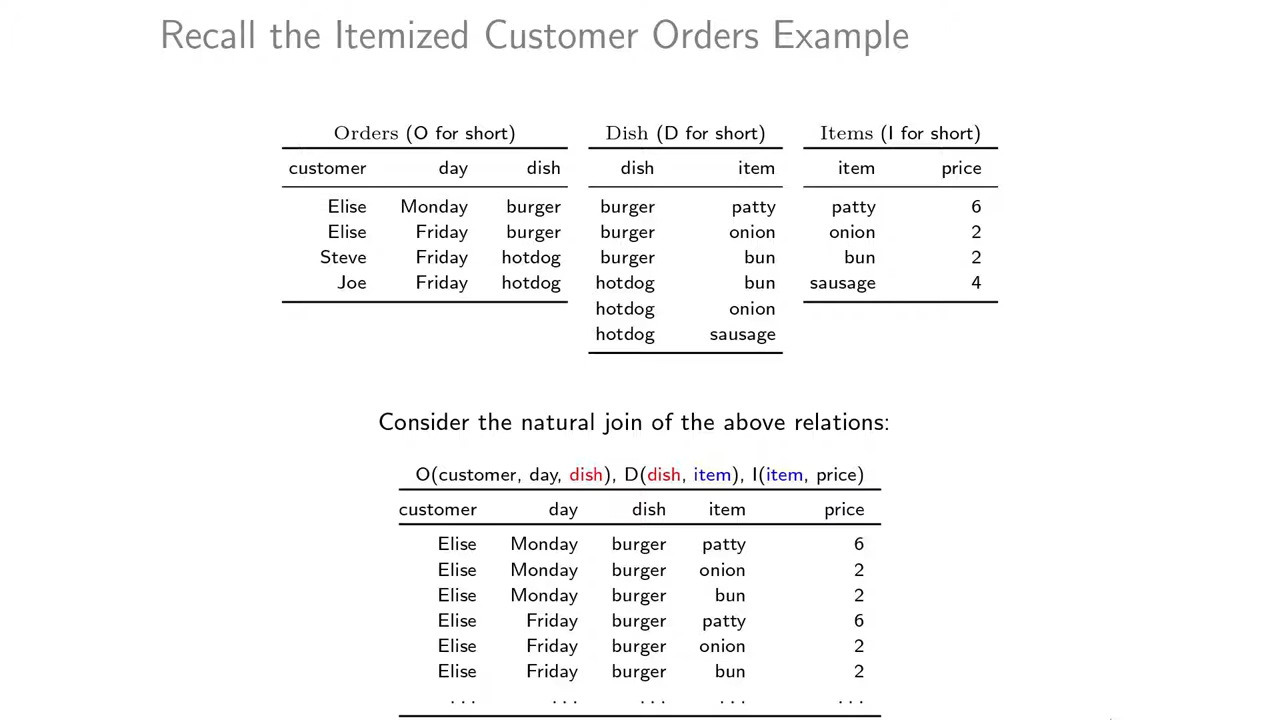 Recall the Itemized Customer Orders Example
Orders (O for short) Dish (D for short) Items (I for short)
customer day dish dish item item price
Elise Monday burger burger patty patty 6
Elise Friday burger burger onion onion 2
Steve Friday hotdog burger bun bun 2
Joe Friday hotdog hotdog bun sausage 4
hotdog onion
hotdog sausage
Consider the natural join of the above relations:
O(customer, day, dish), D(dish, item), I(item, price)
customer day dish item price
Elise Monday burger patty 6
Elise Monday burger onion 2
Elise Monday burger bun 2
Elise Friday burger patty 6
Elise Friday burger onion 2
Elise Friday burger bun 2
. . . . . . . . . . . . . . .